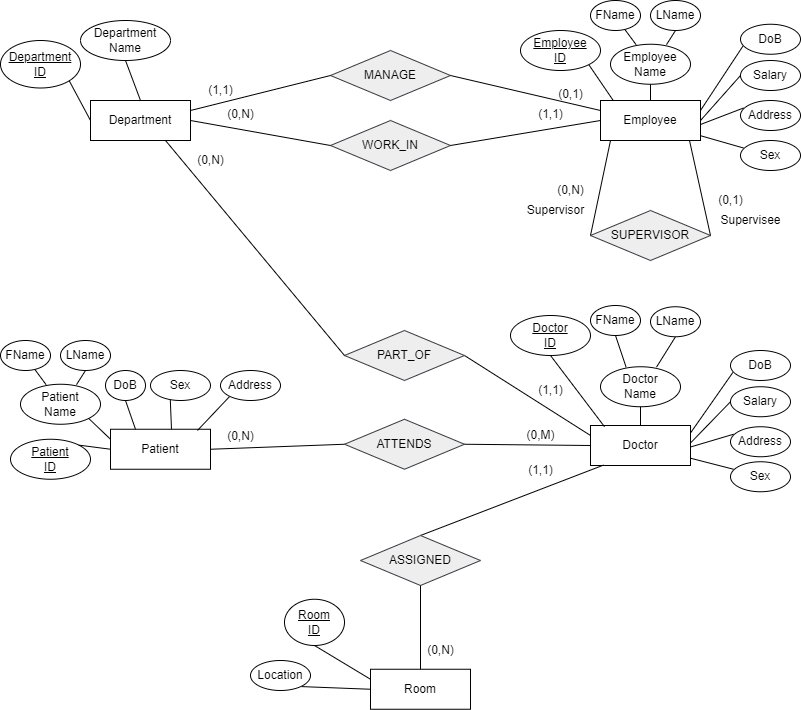 FName
LName
Department
Name
Employee
ID
DoB
Department
ID
Employee
Name
Salary
MANAGE
(1,1)
(0,1)
Department
(0,N)
(1,1)
Employee
Address
WORK_IN
Sex
(0,N)
(0,N)
Supervisor
(0,1)
Supervisee
SUPERVISOR
FName
LName
Doctor
ID
FName
LName
PART_OF
DoB
DoB
Sex
Address
Patient
Name
(1,1)
Doctor
Name
Salary
(0,N)
(0,M)
Patient
ATTENDS
Doctor
Address
Patient
ID
(1,1)
Sex
ASSIGNED
Room
ID
(0,N)
Location
Room